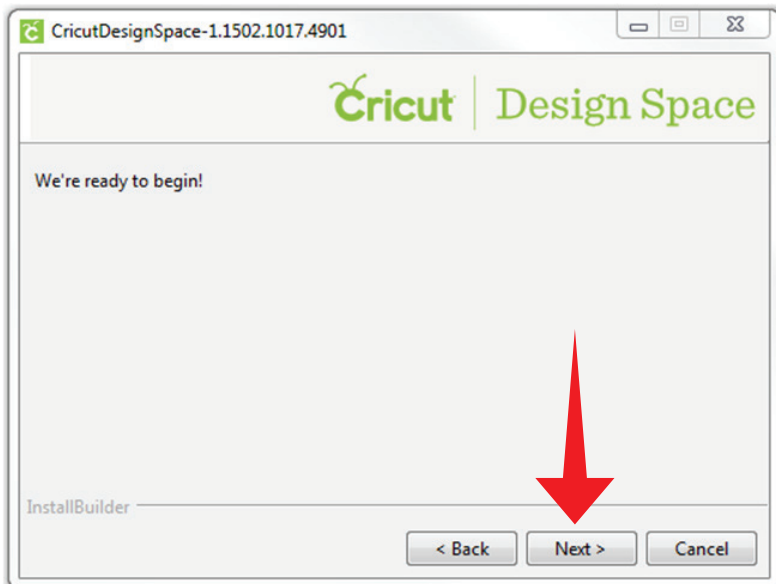 CricutDesignSpace-1.1502.1017.4901
Cricut | Design Space
We're ready to begin!
InstallBuilder
< Back Next > Cancel